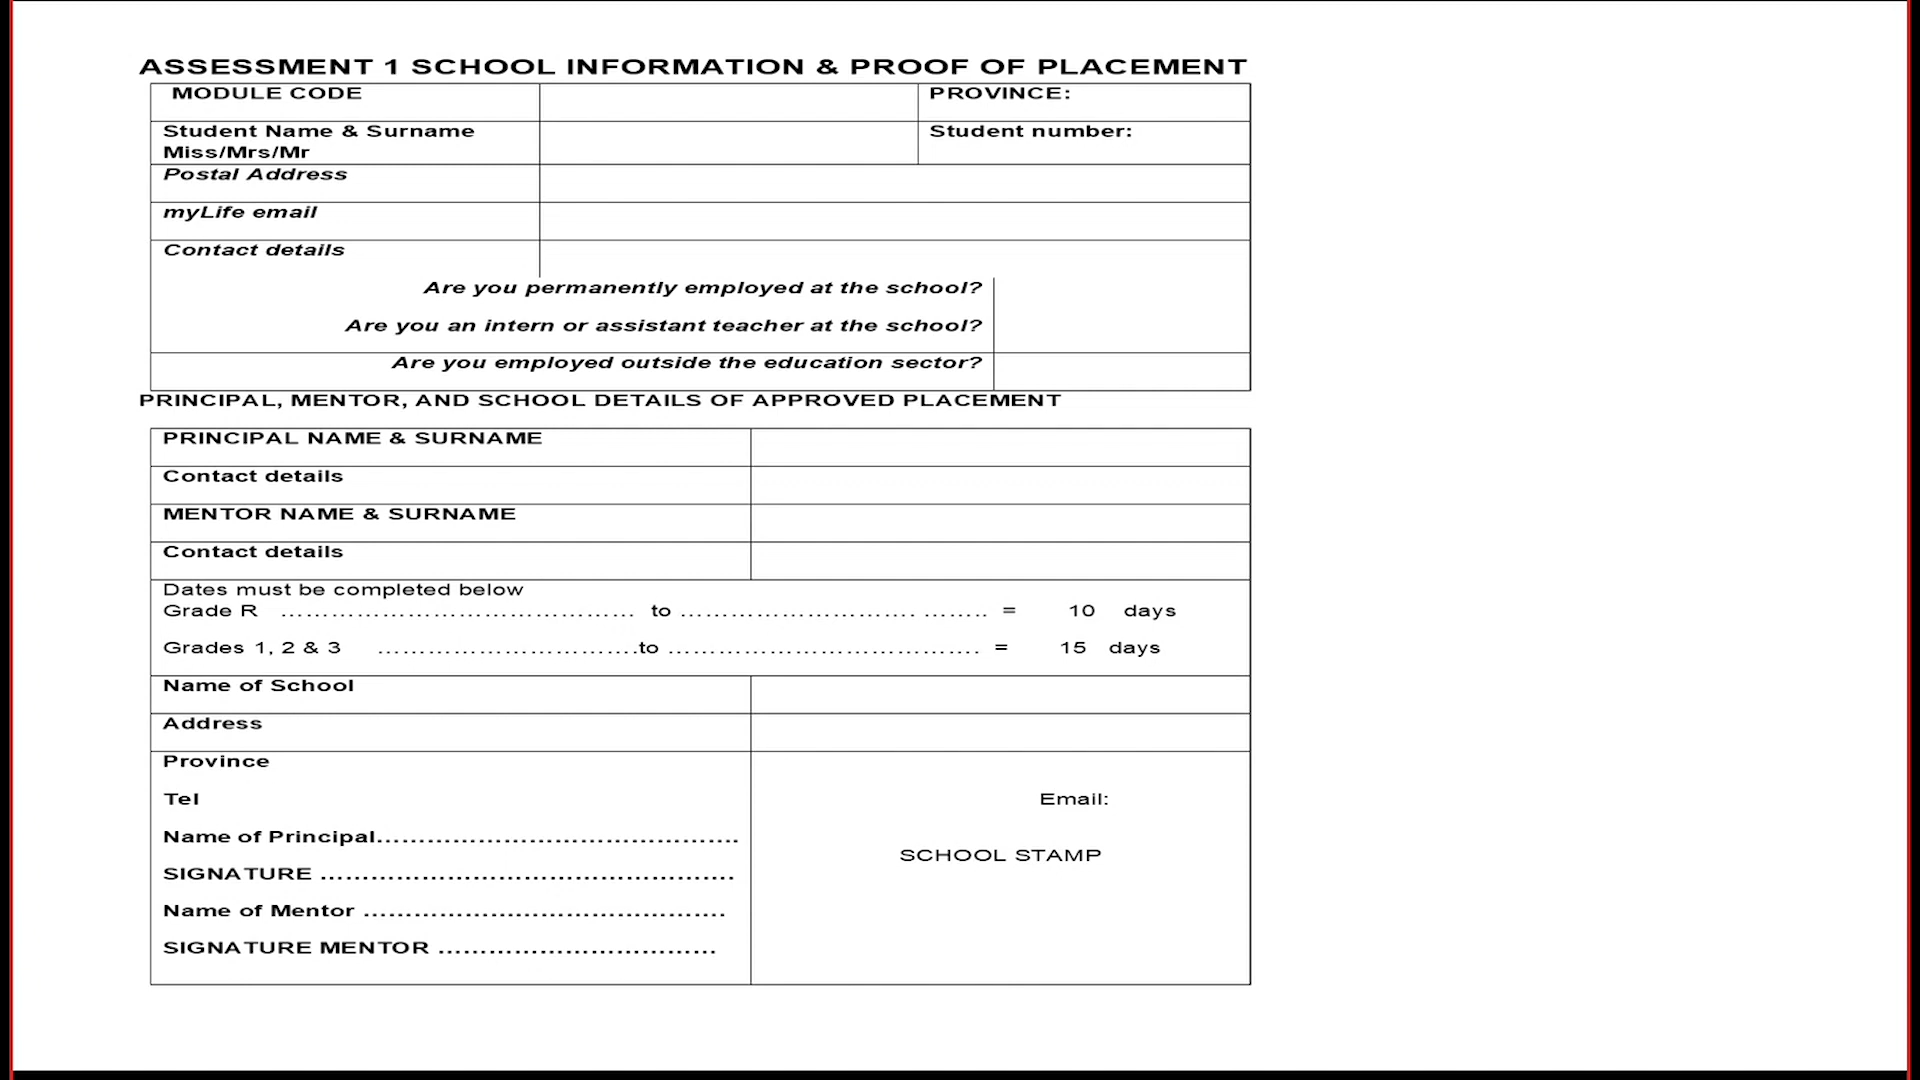 ASSESSMENT 1 SCHOOL INFORMATION & PROOF OF PLACEMENT
MODULE CODE
PROVINCE:
Student Name & Surname
Miss/Mrs/Mr
Student number:
Postal Address
myLife email
Contact details
Are you permanently employed at the school?
Are you an intern or assistant teacher at the school?
Are you employed outside the education sector?
PRINCIPAL, MENTOR, AND SCHOOL DETAILS OF APPROVED PLACEMENT
PRINCIPAL NAME & SURNAME
Contact details
MENTOR NAME & SURNAME
Contact details
Dates must be completed below
Grade R ………………………………… to ……………………… …….. = 10 days
Grades 1, 2 & 3 ………………………….to ………………………………. = 15 days
Name of School
Address
Province
Tel
Email:
Name of Principal…………………………………….
SIGNATURE ………………………………………….
Name of Mentor …………………………………….
SIGNATURE MENTOR ……………………………
SCHOOL STAMP